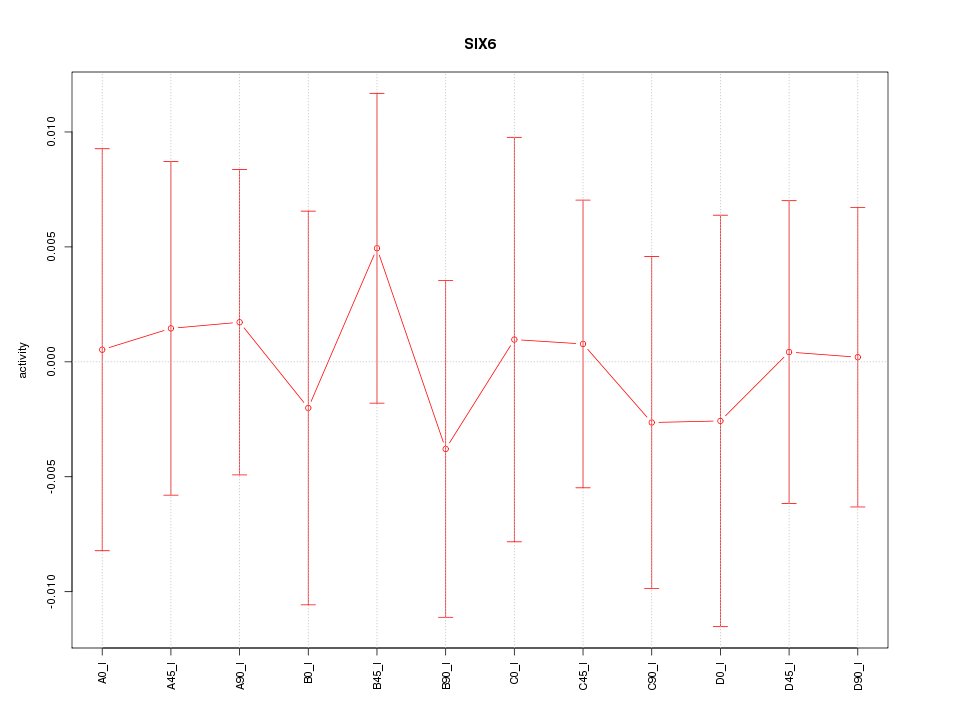 SIX6
activity
0.010
0.005
0.000
-0.005
-0.010
A0_I
A45_I
A90_I
B0_I
B45_I
B90_I
C0_I
C45_I
C90_I
D0_I
D45_I
D90_I